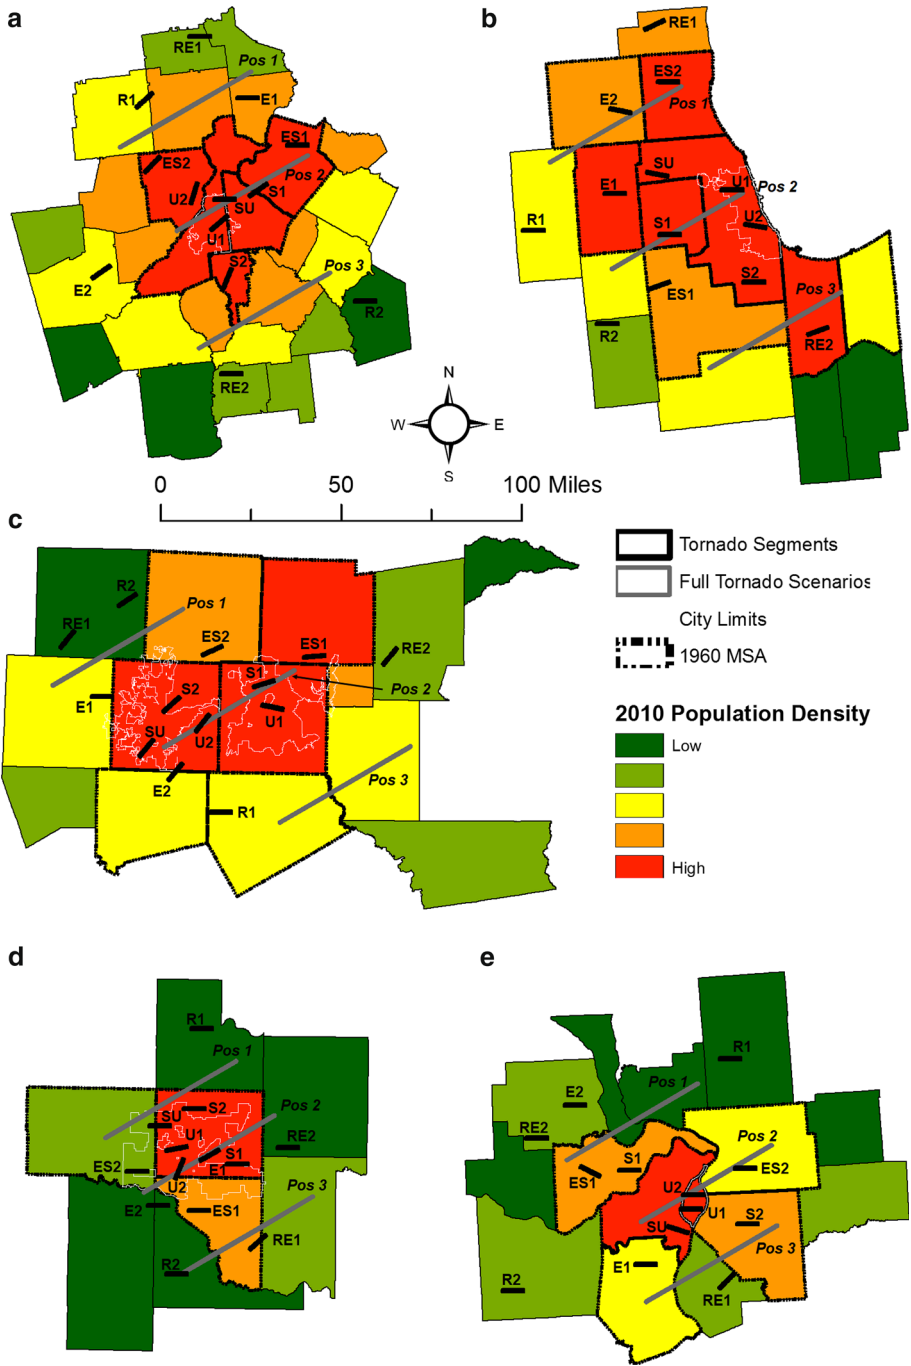 a
RE1
Pos 1
R1
E1
ES1
ES2
Pos 2
U2
S1
SU
U1
S2
Pos 3
E2
R2
RE2
b
RE1
ES2
E2
Pos 1
SU
E1
U1
Pos 2
R1
U2
S1
S2
ES1
Pos 3
R2
RE2
N
W
E
S
0
50
100 Miles
c
R2
Pos 1
RE1
ES2
ES1
RE2
S1
S2
Pos 2
E1
U1
SU
U2
E2
Pos 3
R1
Tornado Segments
Full Tornado Scenarios
City Limits
1960 MSA
2010 Population Density
Low
High
d
R1
Pos 1
S2
SU
Pos 2
U1
RE2
S1
ES2
E1
U2
Pos 3
E2
ES1
RE1
R2
e
R1
Pos 1
E2
RE2
Pos 2
S1
ES2
ES1
U2
U1
S2
SU
Pos 3
E1
R2
RE1